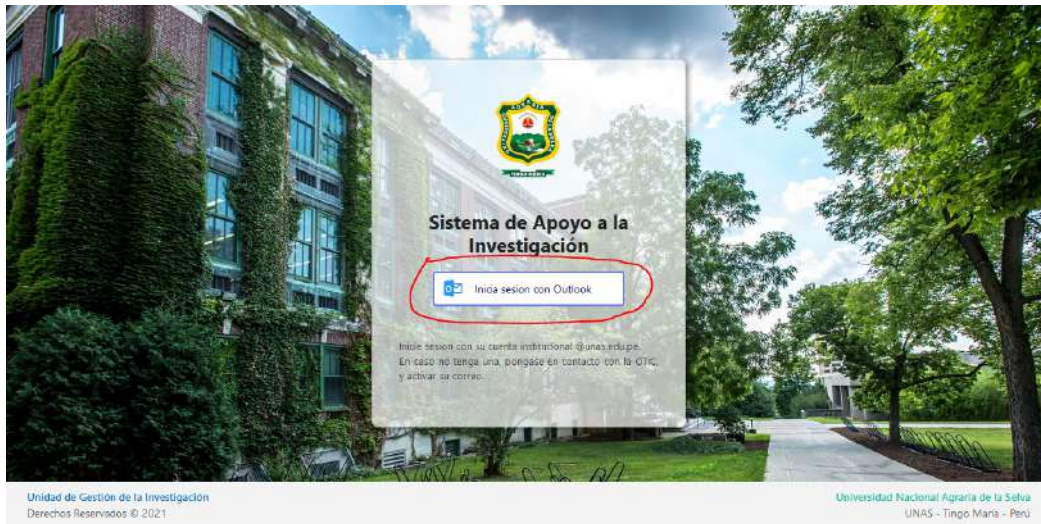 Sistema de Apoyo a la
Investigación
Inicia sesion con Outlook
Inicie sesion con su cuenta institucional @unas.edu.pe.
En caso no tenga una, pongase en contacto con la OTIC,
y activar su correo.
Unidad de Gestión de la Investigación
Derechos Reservados © 2021
Universidad Nacional Agraria de la Selva
UNAS - Tingo María - Perú